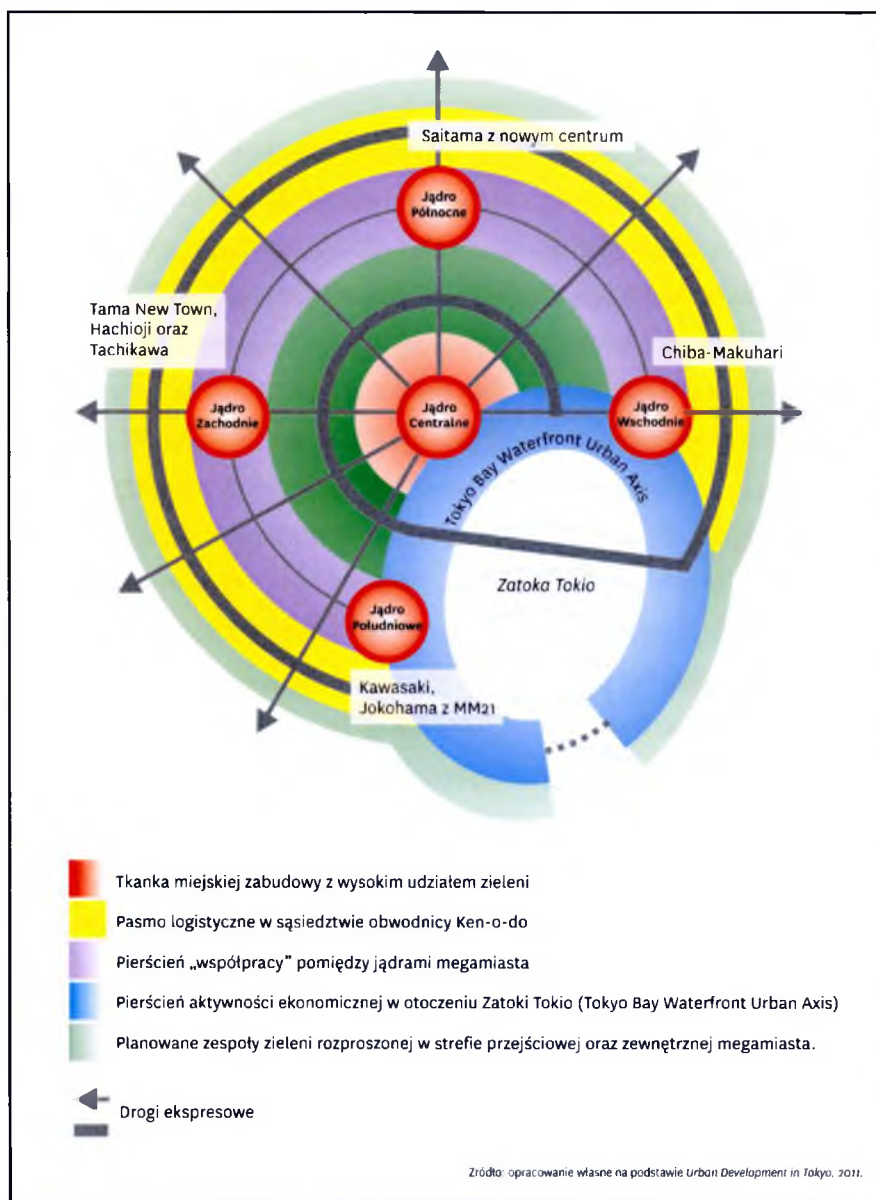 Saitama z nowym centrum
Jądro
Północne
Tama New Town,
Hachioji oraz
Tachikawa
Chiba-Makuhari
Jądro
Zachodnie
Jądro
Centralne
Jądro
Wschodnie
Tokyo Bay Waterfront Urban Axis
Zatoka Tokio
Jądro
Południowe
Kawasaki,
Jokohama z MM21
Tkanka miejskiej zabudowy z wysokim udziałem zieleni
Pasmo logistyczne w sąsiedztwie obwodnicy Ken-o-do
Pierścień „współpracy” pomiędzy jądrami megamiasta
Pierścień aktywności ekonomicznej w otoczeniu Zatoki Tokio (Tokyo Bay Waterfront Urban Axis)
Planowane zespoły zieleni rozproszonej w strefie przejściowej oraz zewnętrznej megamiasta.
Drogi ekspresowe
Źródło: opracowanie własne na podstawie Urban Development in Tokyo, 2011.